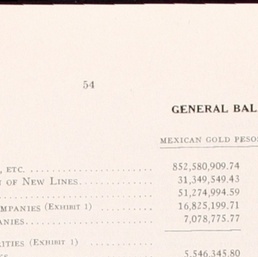 54
GENERAL BAL
MEXICAN GOLD PESO
, ETC. 852,580,909.74
OF NEW LINES 31,349,549.43
51,274,994.59
(EXHIBIT 1) 16,825,199.71
ANIES 7,078,775.77
(EXHIBIT 1)
5,546,345.80